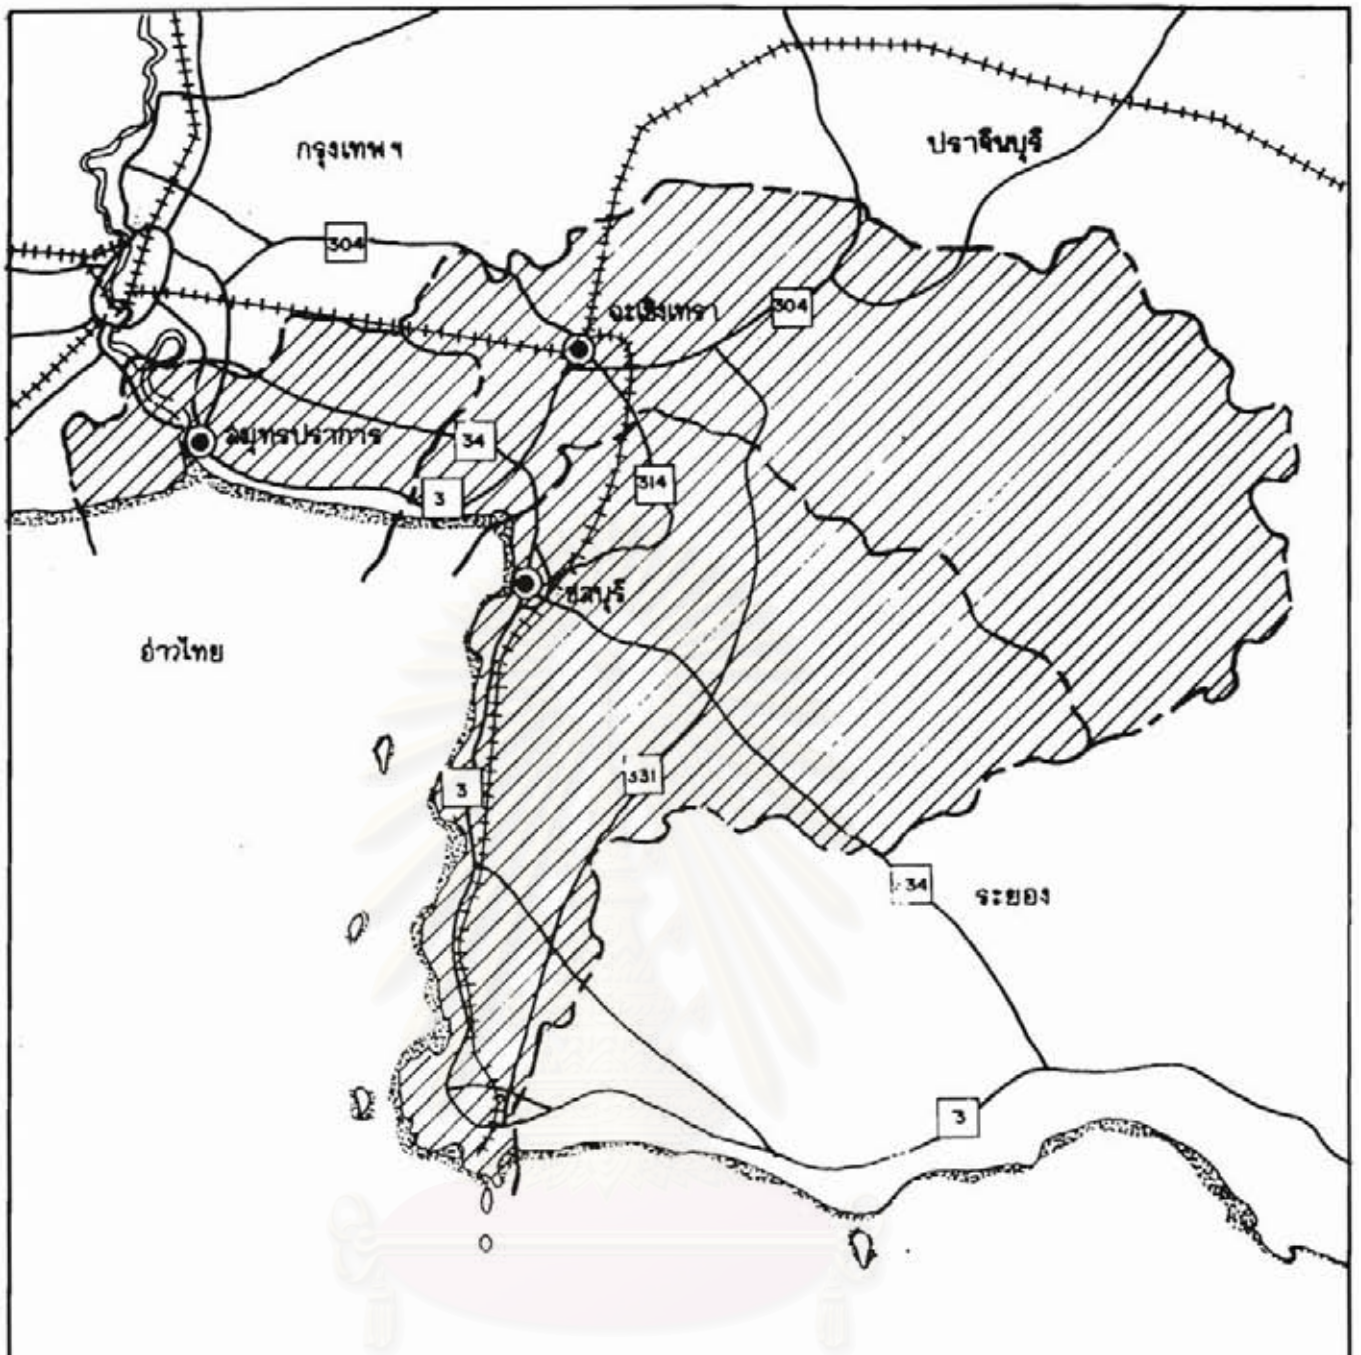 กรุงเทพฯ
ปราจีนบุรี
304
ฉะเชิงเทรา
304
สมุทรปราการ
34
3
314
ชลบุรี
อ่าวไทย
331
3
34
ระยอง
3